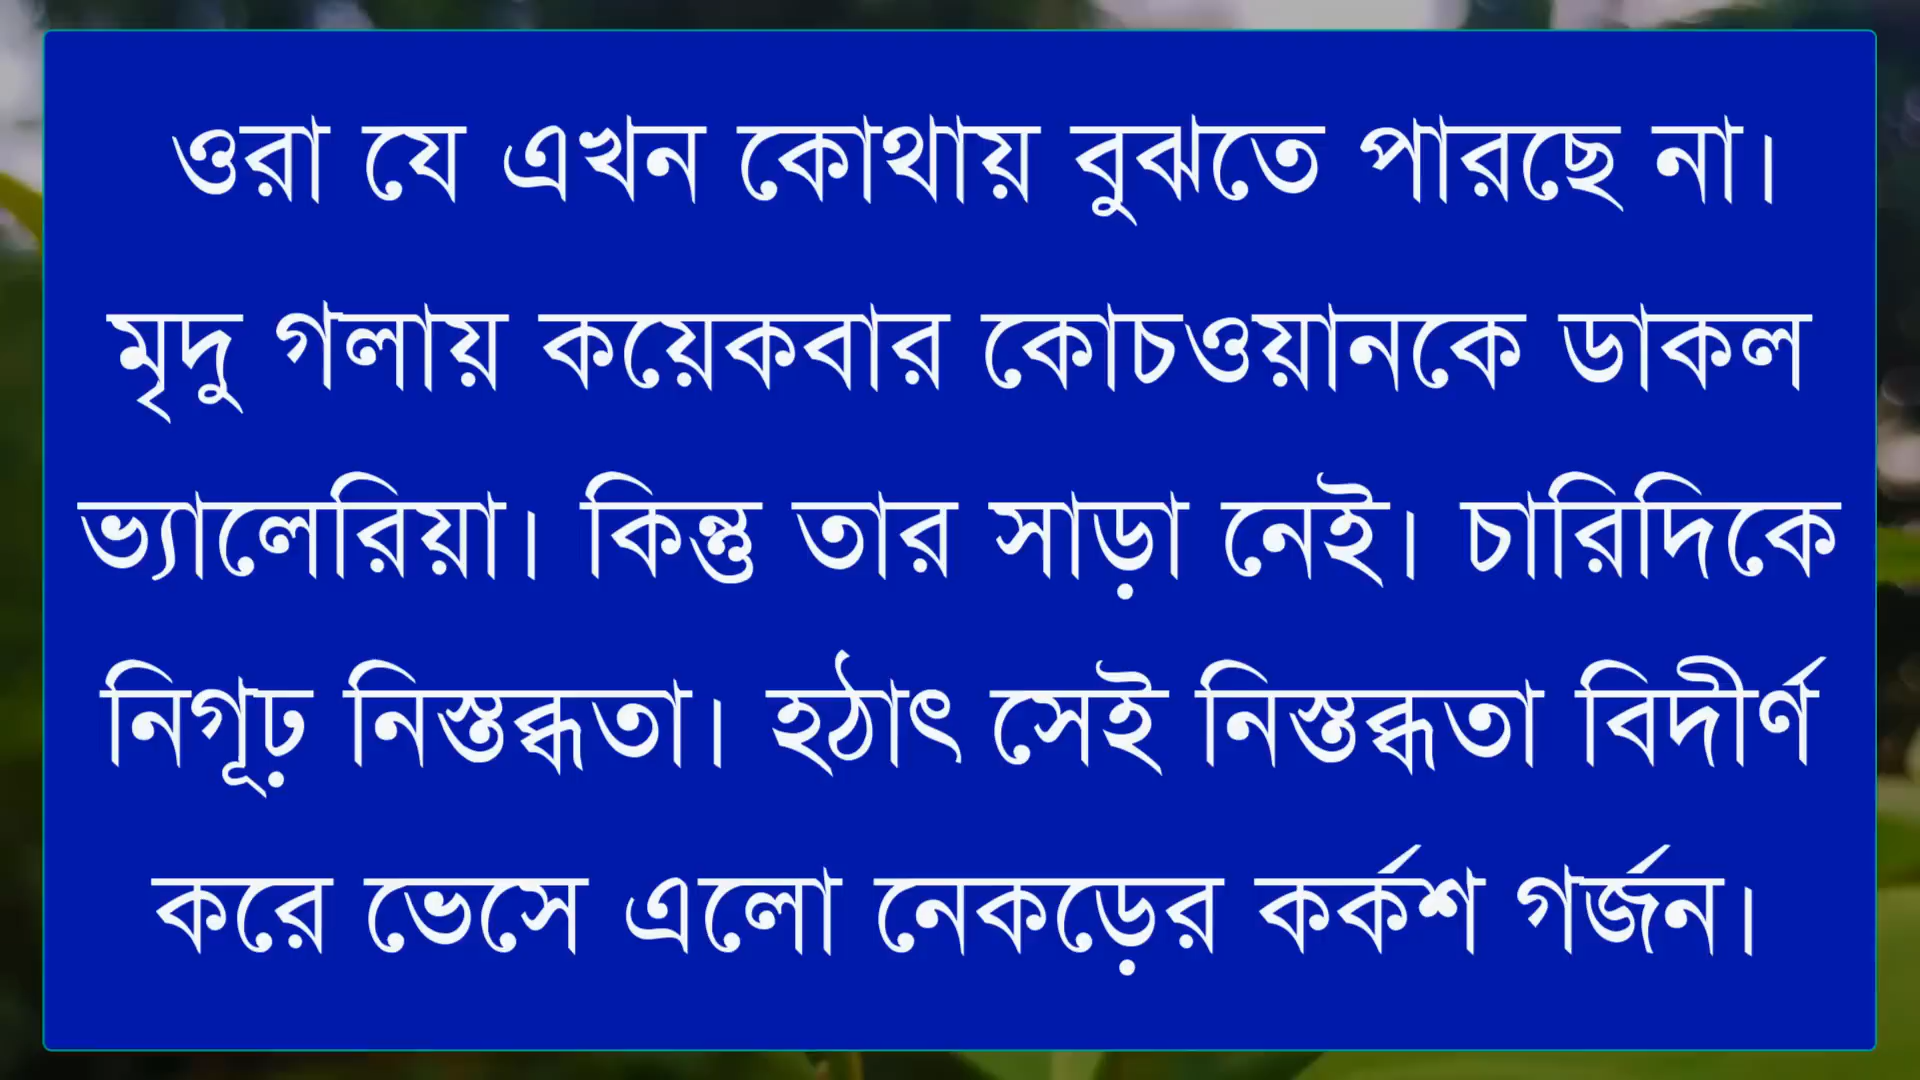 ওরা যে এখন কোথায় বুঝতে পারছে না।
মৃদু গলায় কয়েকবার কোচওয়ানকে ডাকল
ভ্যালেরিয়া। কিন্তু তার সাড়া নেই। চারিদিকে
নিগূঢ় নিস্তব্ধতা। হঠাৎ সেই নিস্তব্ধতা বিদীর্ণ
করে ভেসে এলো নেকড়ের কর্কশ গর্জন।